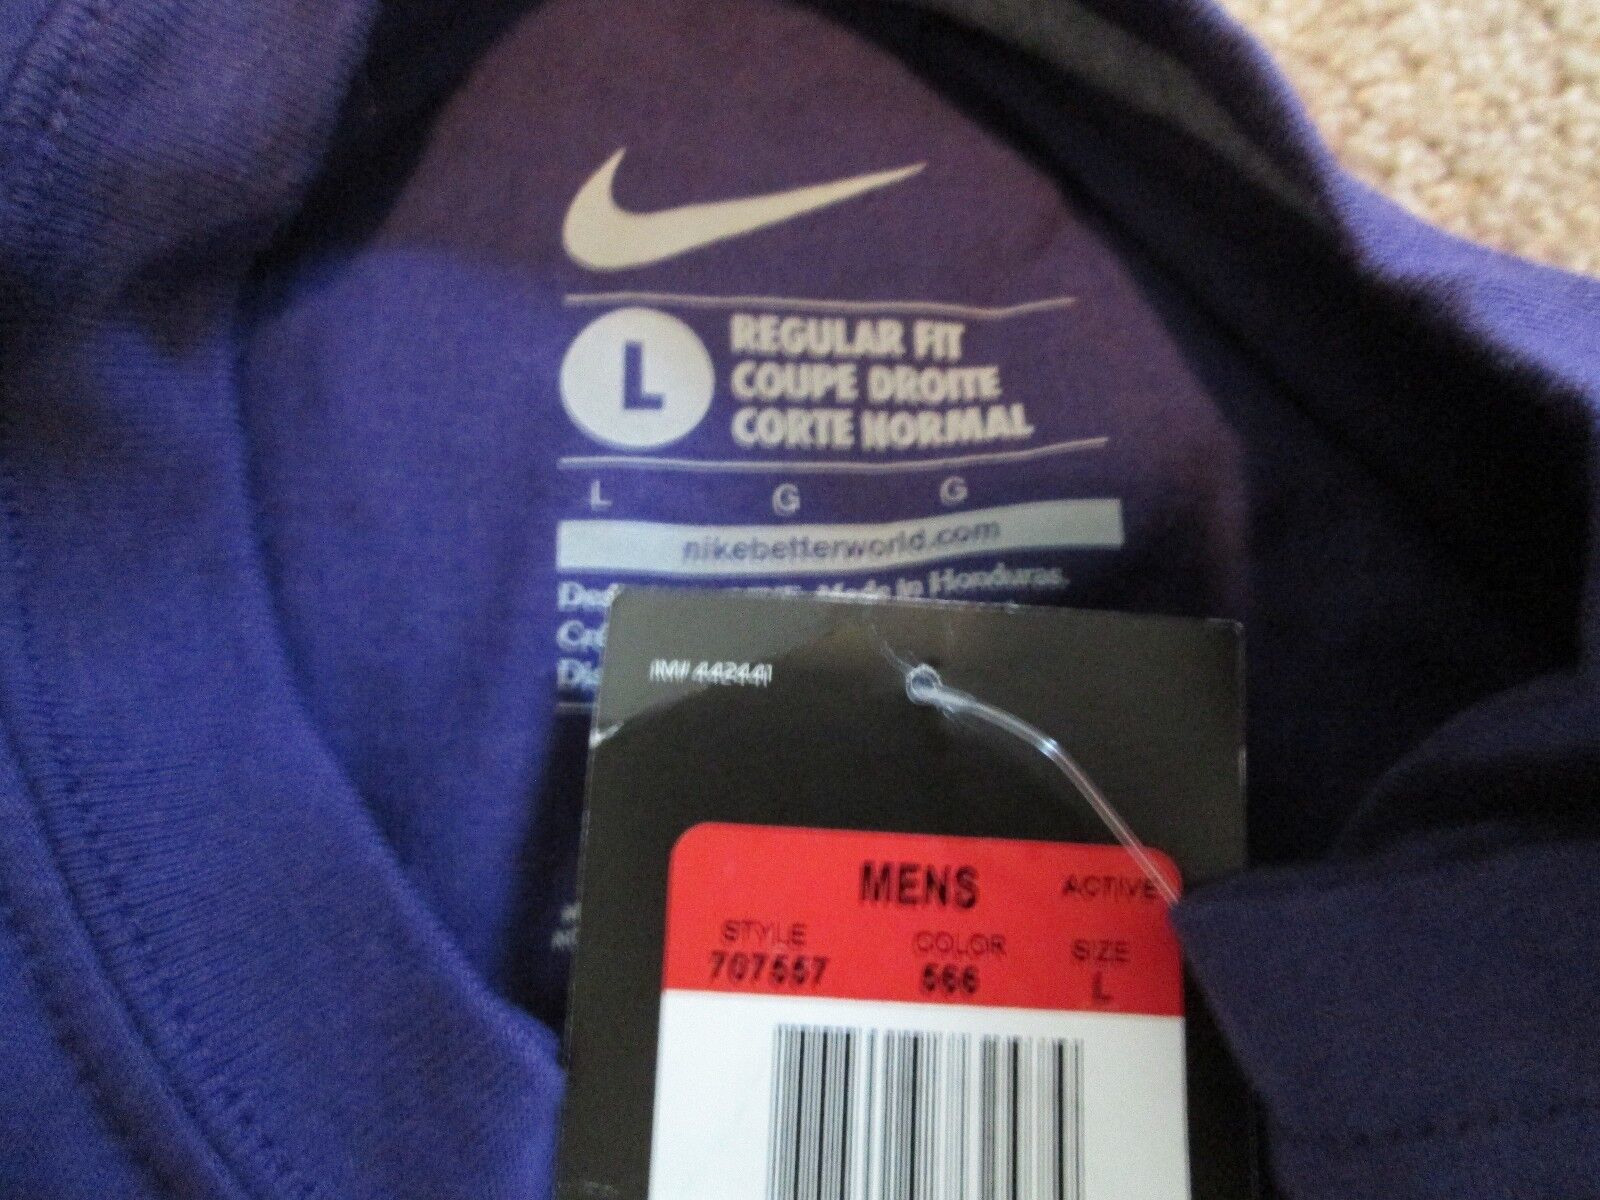 L
REGULAR FIT
COUPE DROITE
CORTE NORMAL
L G G
nikebetterworld.com
Made in Honduras.
MENS ACTIVE
STYLE COLOR SIZE
707557 566 L